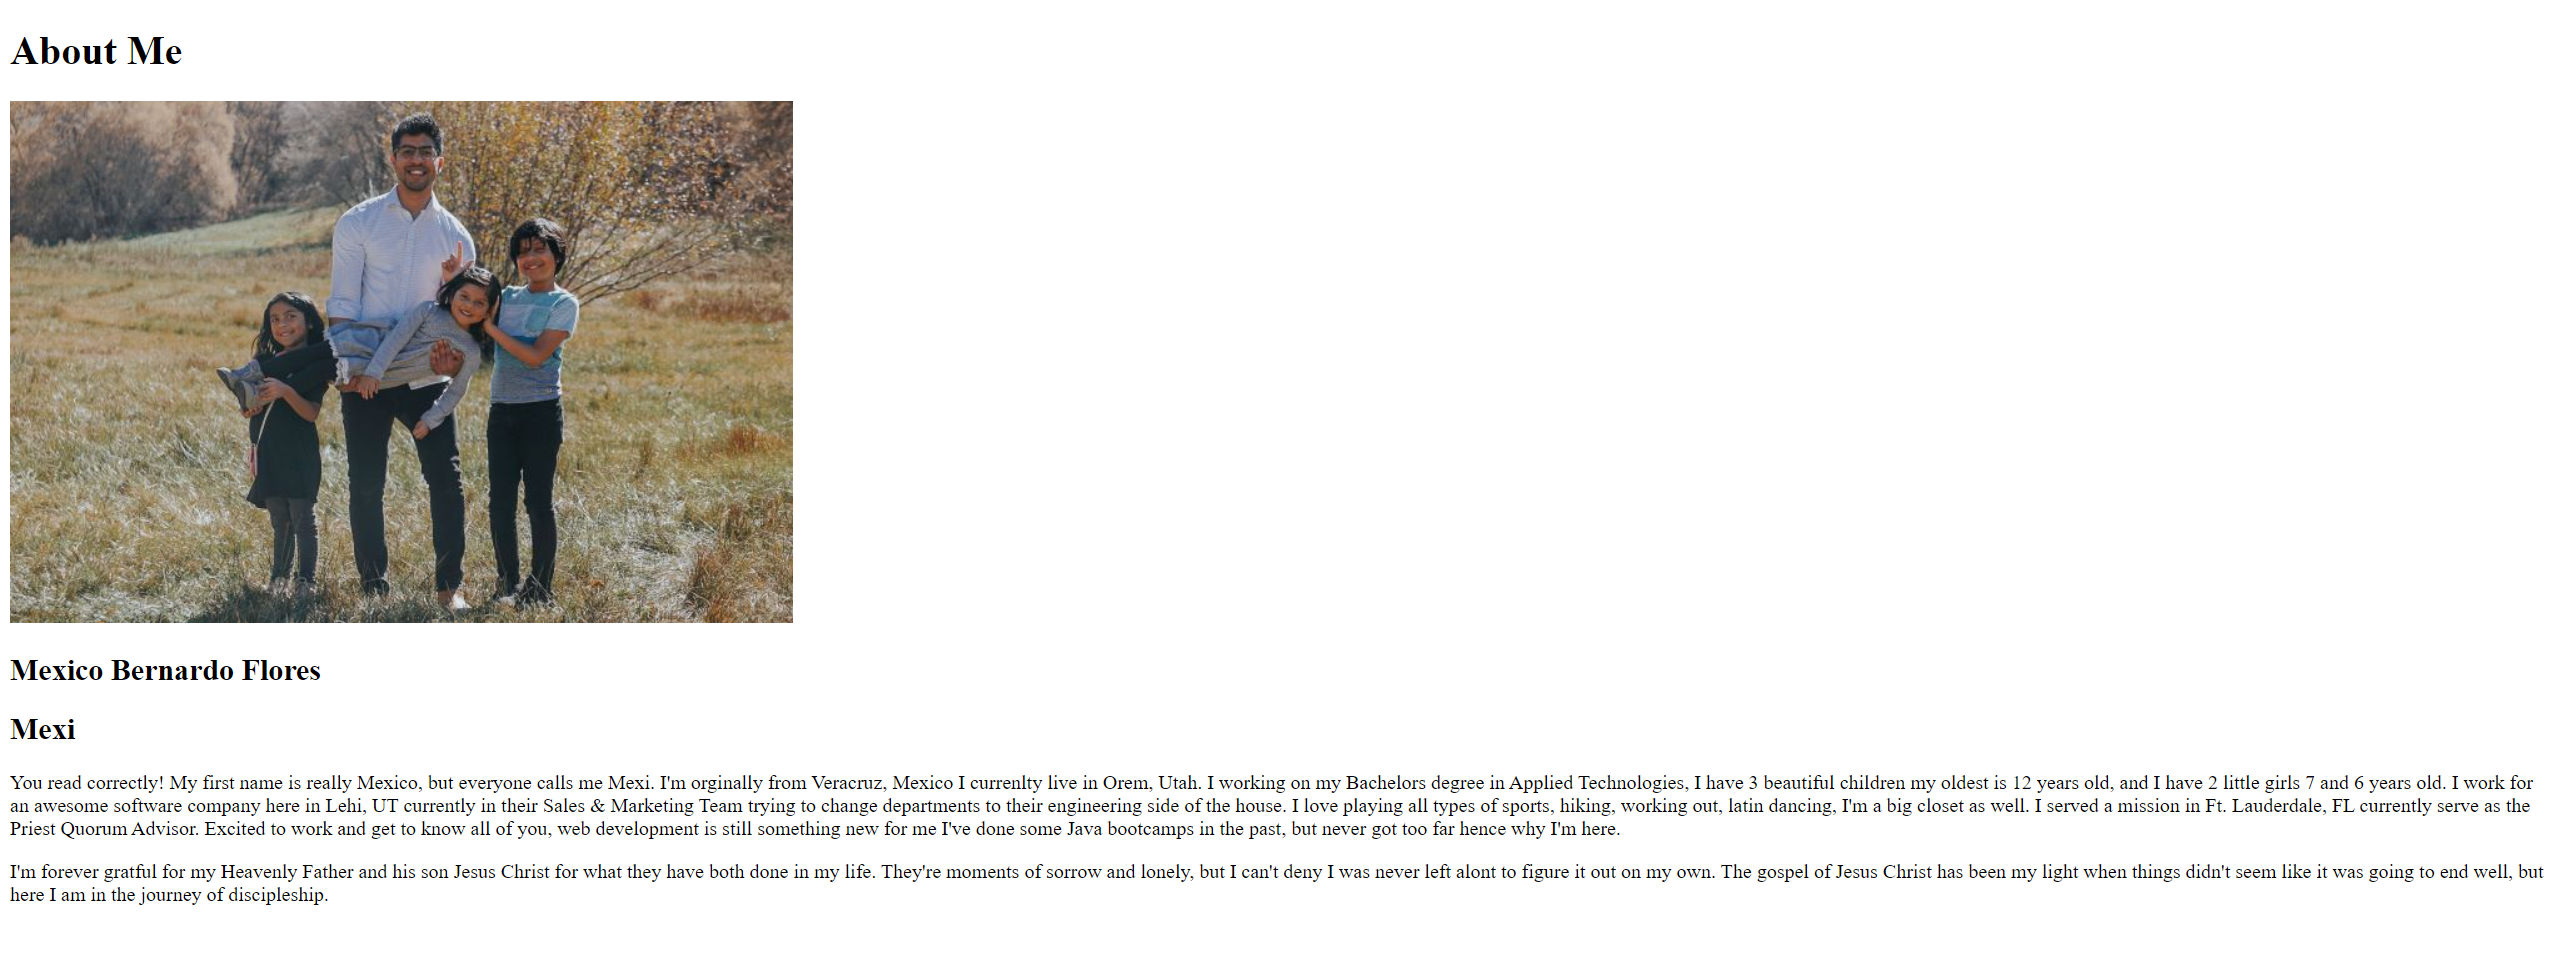 About Me
Mexico Bernardo Flores
Mexi
You read correctly! My first name is really Mexico, but everyone calls me Mexi. I'm orginally from Veracruz, Mexico I currenlty live in Orem, Utah. I working on my Bachelors degree in Applied Technologies, I have 3 beautiful children my oldest is 12 years old, and I have 2 little girls 7 and 6 years old. I work for
an awesome software company here in Lehi, UT currently in their Sales & Marketing Team trying to change departments to their engineering side of the house. I love playing all types of sports, hiking, working out, latin dancing, I'm a big closet as well. I served a mission in Ft. Lauderdale, FL currently serve as the
Priest Quorum Advisor. Excited to work and get to know all of you, web development is still something new for me I've done some Java bootcamps in the past, but never got too far hence why I'm here.
I'm forever gratful for my Heavenly Father and his son Jesus Christ for what they have both done in my life. They're moments of sorrow and lonely, but I can't deny I was never left alont to figure it out on my own. The gospel of Jesus Christ has been my light when things didn't seem like it was going to end well, but
here I am in the journey of discipleship.